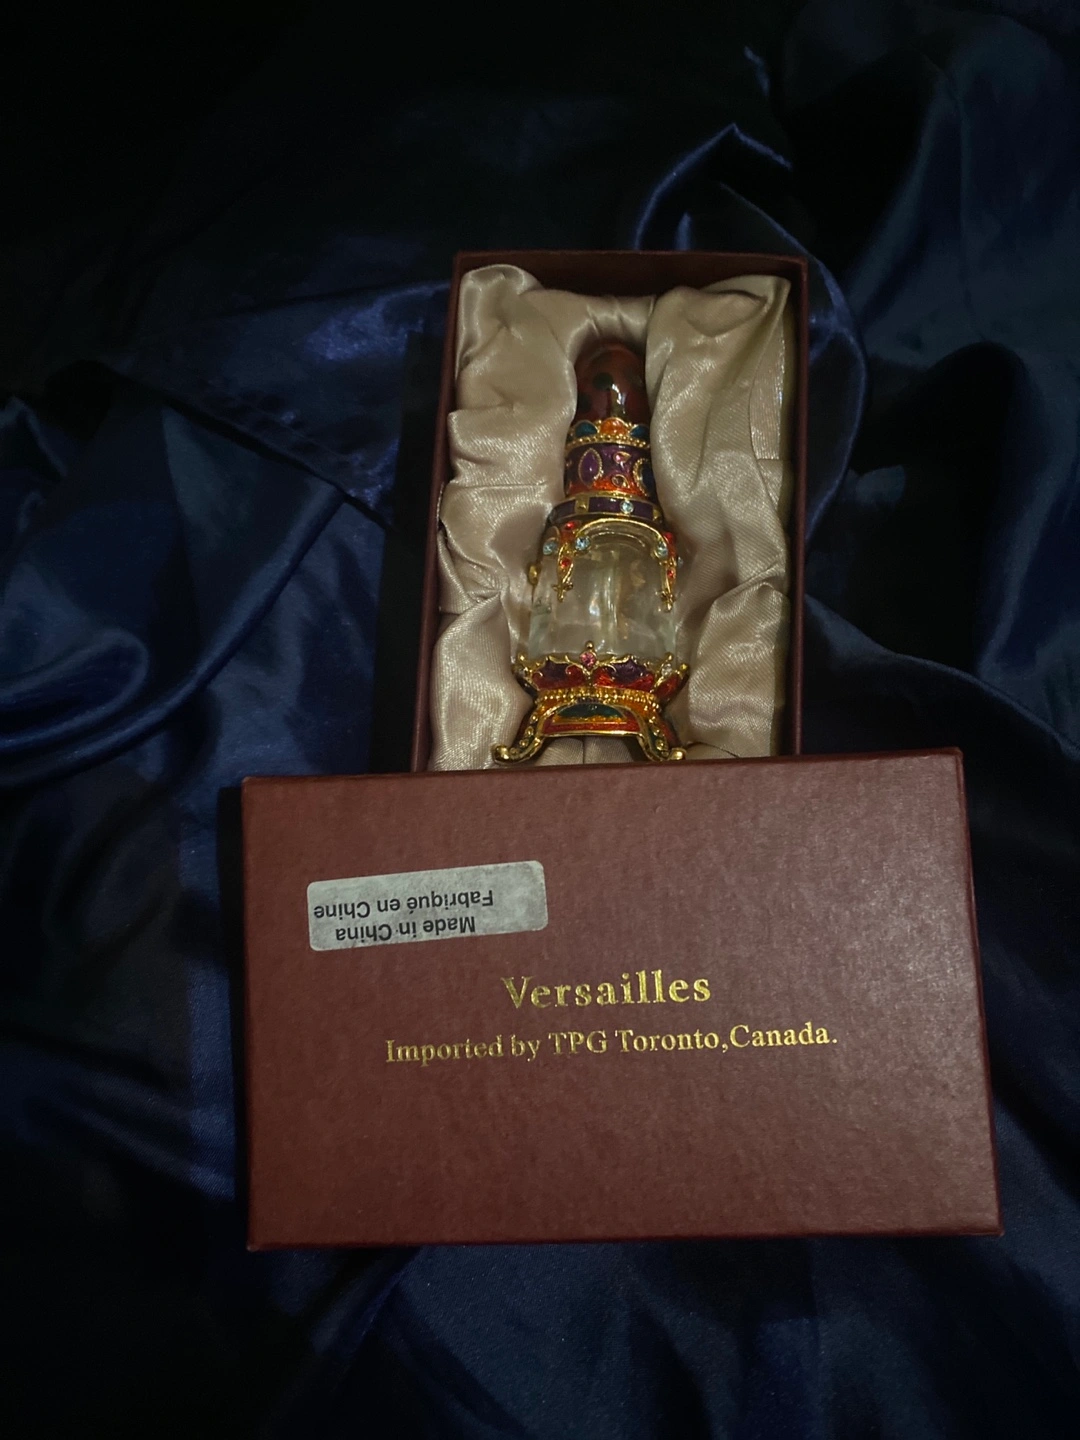 Made in China
Fabriqué en Chine
Versailles
Imported by TPG Toronto,Canada.